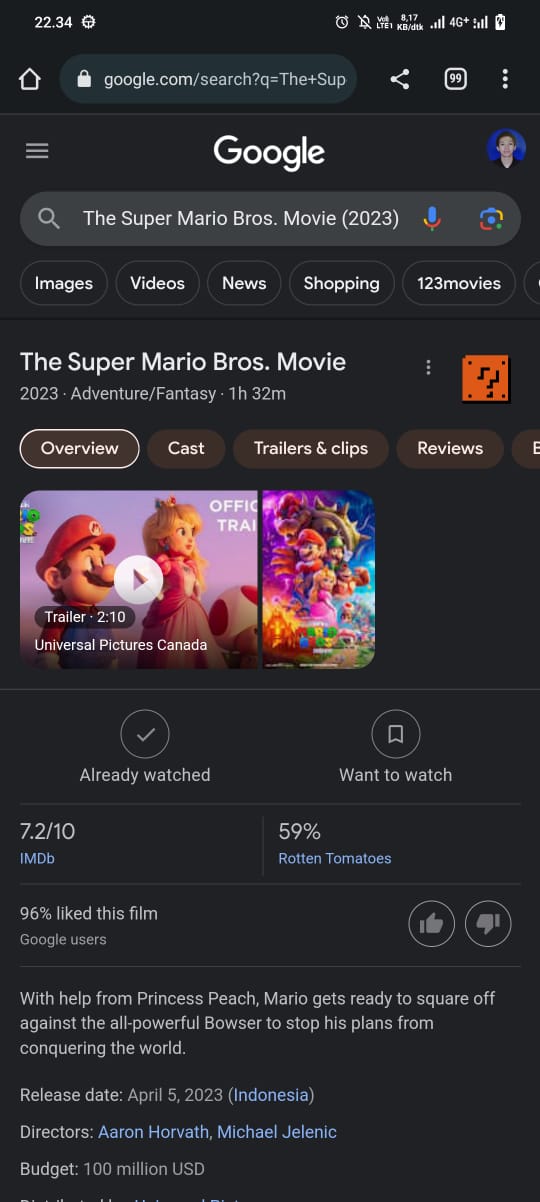 22.34
VoO
LTE1
8,17
KB/dtk
4G+
google.com/search?q=The+Sup
99
Google
The Super Mario Bros. Movie (2023)
Images
Videos
News
Shopping
123movies
The Super Mario Bros. Movie
2023 · Adventure/Fantasy · 1h 32m
Overview
Cast
Trailers & clips
Reviews
OFFIC
TRAI
Trailer · 2:10
Universal Pictures Canada
Already watched
Want to watch
7.2/10
IMDb
59%
Rotten Tomatoes
96% liked this film
Google users
With help from Princess Peach, Mario gets ready to square off
against the all-powerful Bowser to stop his plans from
conquering the world.
Release date: April 5, 2023 (Indonesia)
Directors: Aaron Horvath, Michael Jelenic
Budget: 100 million USD